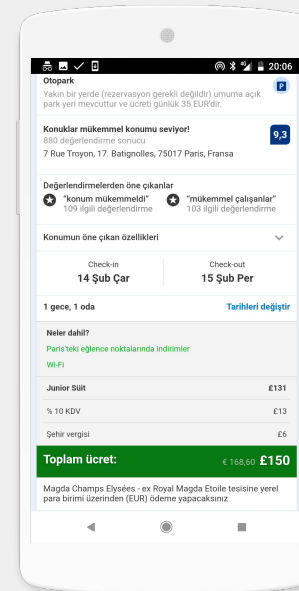 20:06
Otopark
Yakın bir yerde (rezervasyon gerekli değildir) umuma açık
park yeri mevcuttur ve ücreti günlük 35 EUR'dir.
P
Konuklar mükemmel konumu seviyor!
880 değerlendirme sonucu
9,3
7 Rue Troyon, 17. Batignolles, 75017 Paris, Fransa
Değerlendirmelerden öne çıkanlar
"konum mükemmeldi"
109 ilgili değerlendirme
"mükemmel çalışanlar"
103 ilgili değerlendirme
Konumun öne çıkan özellikleri
Check-in
14 Şub Çar
Check-out
15 Şub Per
1 gece, 1 oda
Tarihleri değiştir
Neler dahil?
Paris'teki eğlence noktalarında indirimler
Wi-Fi
Junior Süit £131
% 10 KDV £13
Şehir vergisi £6
Toplam ücret: € 168,60 £150
Magda Champs Elysées - ex Royal Magda Etoile tesisine yerel
para birimi üzerinden (EUR) ödeme yapacaksınız